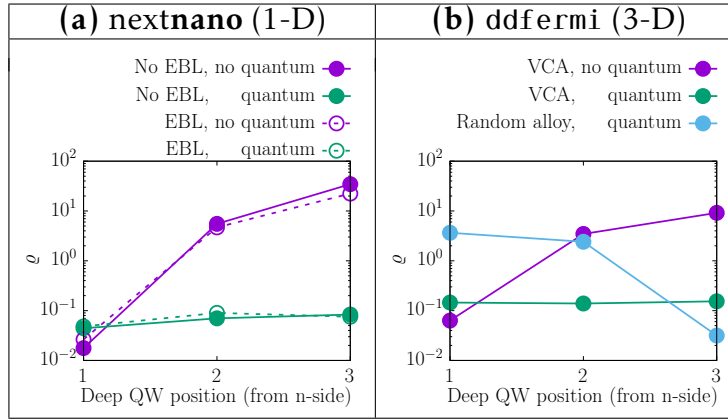 (a) nextnano (1-D)
No EBL, no quantum
No EBL, quantum
EBL, no quantum
EBL, quantum
10^2
10^1
10^0
10^-1
10^-2
ϱ
1 2 3
Deep QW position (from n-side)
(b) ddfermi (3-D)
VCA, no quantum
VCA, quantum
Random alloy, quantum
10^2
10^1
10^0
10^-1
10^-2
ϱ
1 2 3
Deep QW position (from n-side)